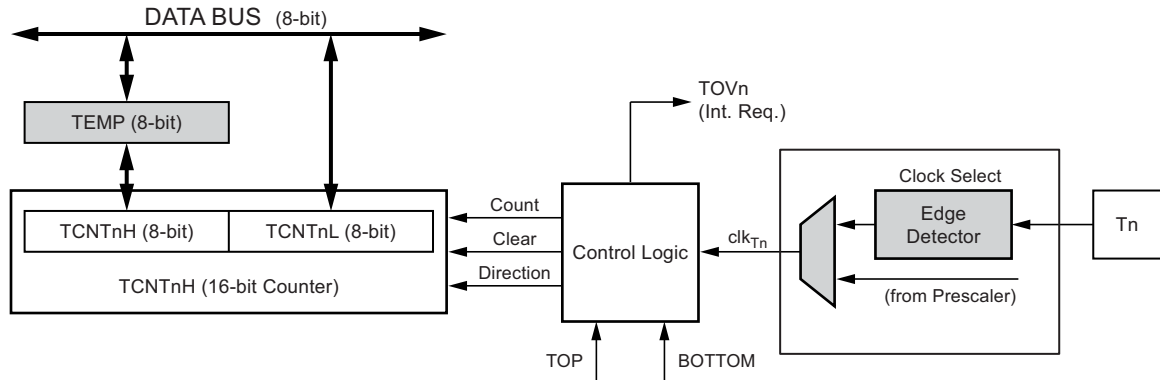 DATA BUS (8-bit)
TEMP (8-bit)
TCNTnH (8-bit)
TCNTnL (8-bit)
TCNTnH (16-bit Counter)
Count
Clear
Direction
Control Logic
TOVn
(Int. Req.)
TOP
BOTTOM
clkTn
Clock Select
Edge
Detector
(from Prescaler)
Tn